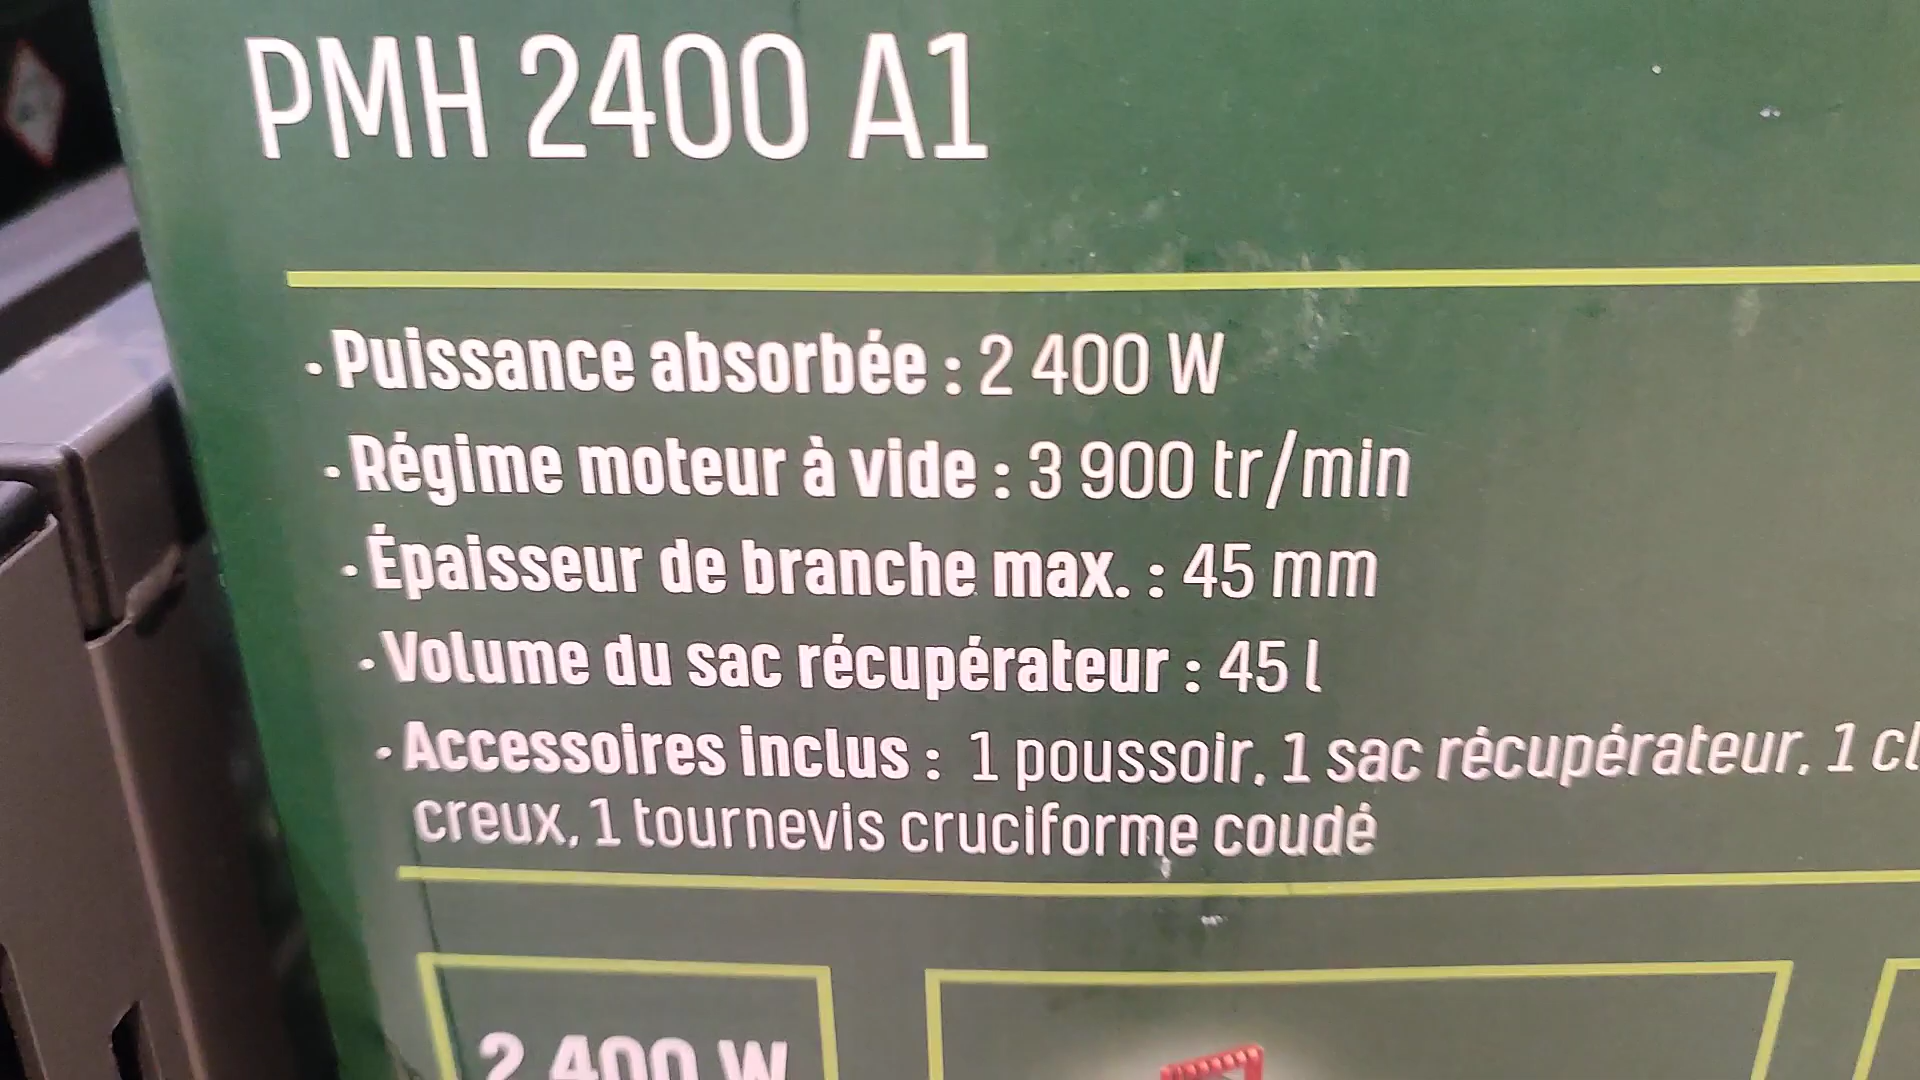 PMH 2400 A1
· Puissance absorbée : 2 400 W
· Régime moteur à vide : 3 900 tr/min
· Épaisseur de branche max. : 45 mm
· Volume du sac récupérateur : 45 l
· Accessoires inclus : 1 poussoir, 1 sac récupérateur, 1 cl
creux, 1 tournevis cruciforme coudé
2 400 W